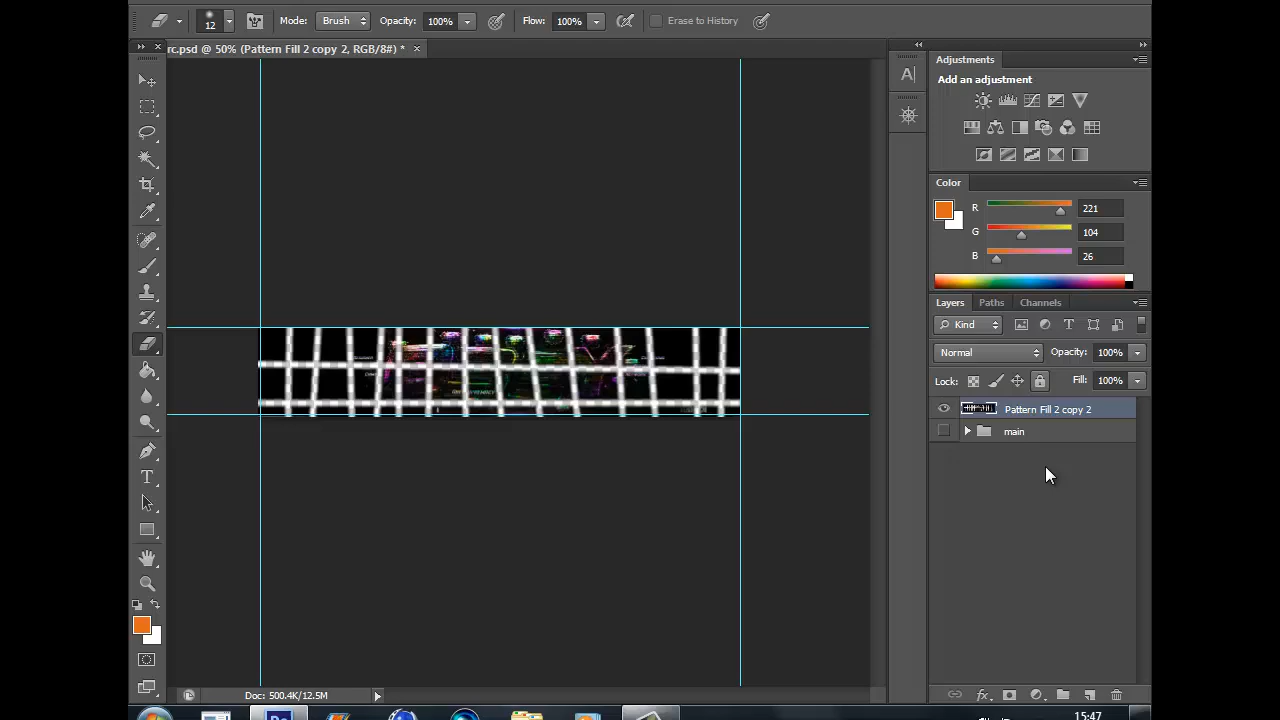 12 Mode: Brush Opacity: 100% Flow: 100% Erase to History
rc.psd @ 50% (Pattern Fill 2 copy 2, RGB/8#) * ×
Adjustments
Add an adjustment
Color
R 221
G 104
B 26
Layers Paths Channels
Kind
Normal Opacity: 100%
Lock: Fill: 100%
Pattern Fill 2 copy 2
main
Doc: 500.4K/12.5M
15:47